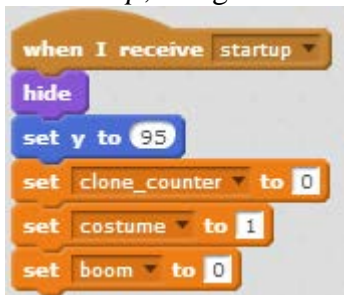 when I receive startup
hide
set y to 95
set clone_counter to 0
set costume to 1
set boom to 0